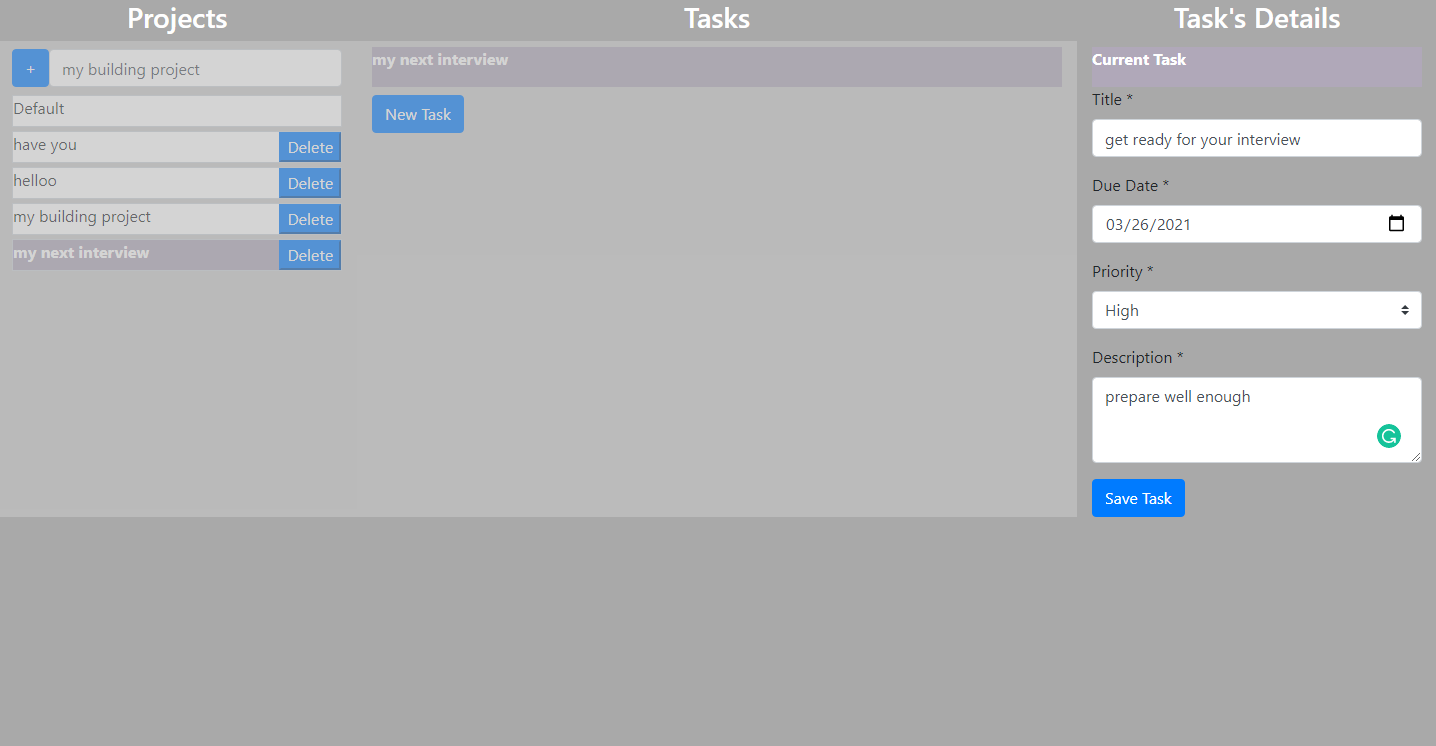 Projects
+
my building project
Default
have you
Delete
helloo
Delete
my building project
Delete
my next interview
Delete
Tasks
my next interview
New Task
Task's Details
Current Task
Title *
get ready for your interview
Due Date *
03/26/2021
Priority *
High
Description *
prepare well enough
Save Task